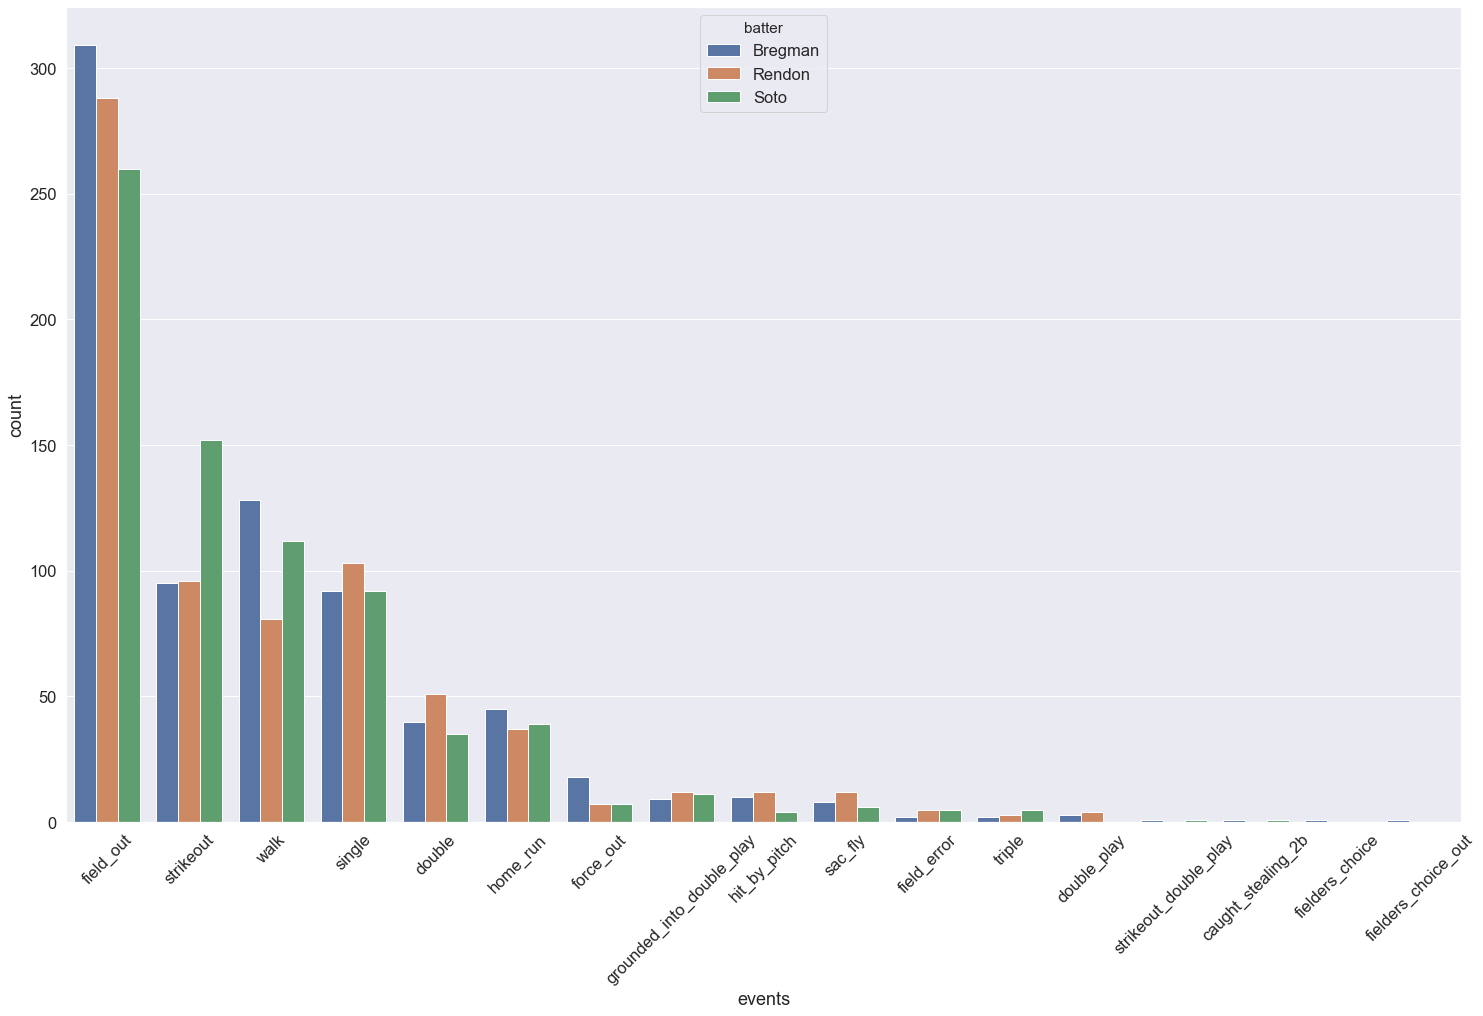 batter
Bregman
Rendon
Soto
count
300
250
200
150
100
50
0
field_out
strikeout
walk
single
double
home_run
force_out
grounded_into_double_play
hit_by_pitch
sac_fly
field_error
triple
double_play
strikeout_double_play
caught_stealing_2b
fielders_choice
fielders_choice_out
events